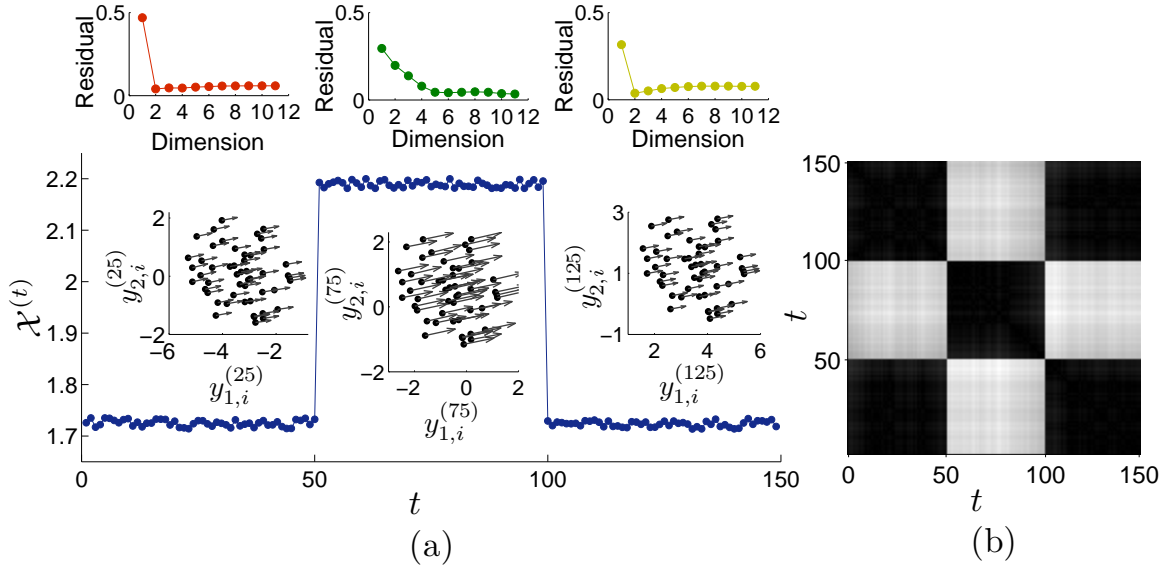 0.5
Residual
0
0 2 4 6 8 10 12
Dimension
0.5
Residual
0
0 2 4 6 8 10 12
Dimension
0.5
Residual
0
0 2 4 6 8 10 12
Dimension
2.2
2.1
2
1.9
1.8
1.7
𝒳^{(t)}
0 50 100 150
t
2
0
−2
y_{2,i}^{(25)}
−6 −4 −2
y_{1,i}^{(25)}
2
0
−2
y_{2,i}^{(75)}
−2 0 2
y_{1,i}^{(75)}
3
1
−1
y_{2,i}^{(125)}
2 4 6
y_{1,i}^{(125)}
(a)
150
100
50
t
0 50 100 150
t
(b)